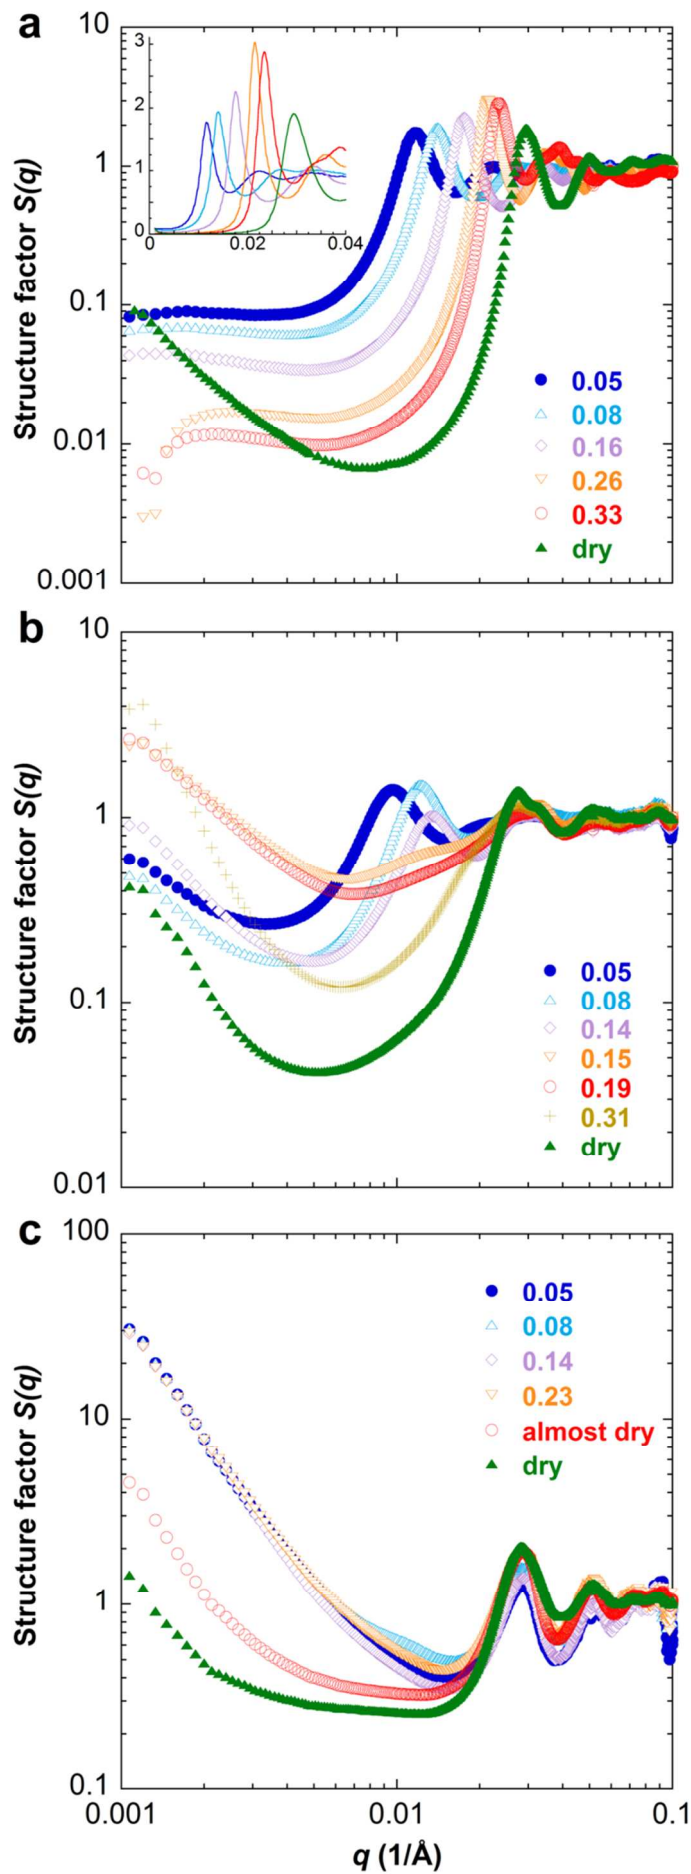 a
10
1
0.1
0.01
0.001
Structure factor S(q)
3
2
1
0
0 0.02 0.04
0.05
0.08
0.16
0.26
0.33
dry
b
10
1
0.1
0.01
Structure factor S(q)
0.05
0.08
0.14
0.15
0.19
0.31
dry
c
100
10
1
0.1
Structure factor S(q)
0.05
0.08
0.14
0.23
almost dry
dry
0.001 0.01 0.1
q (1/Å)